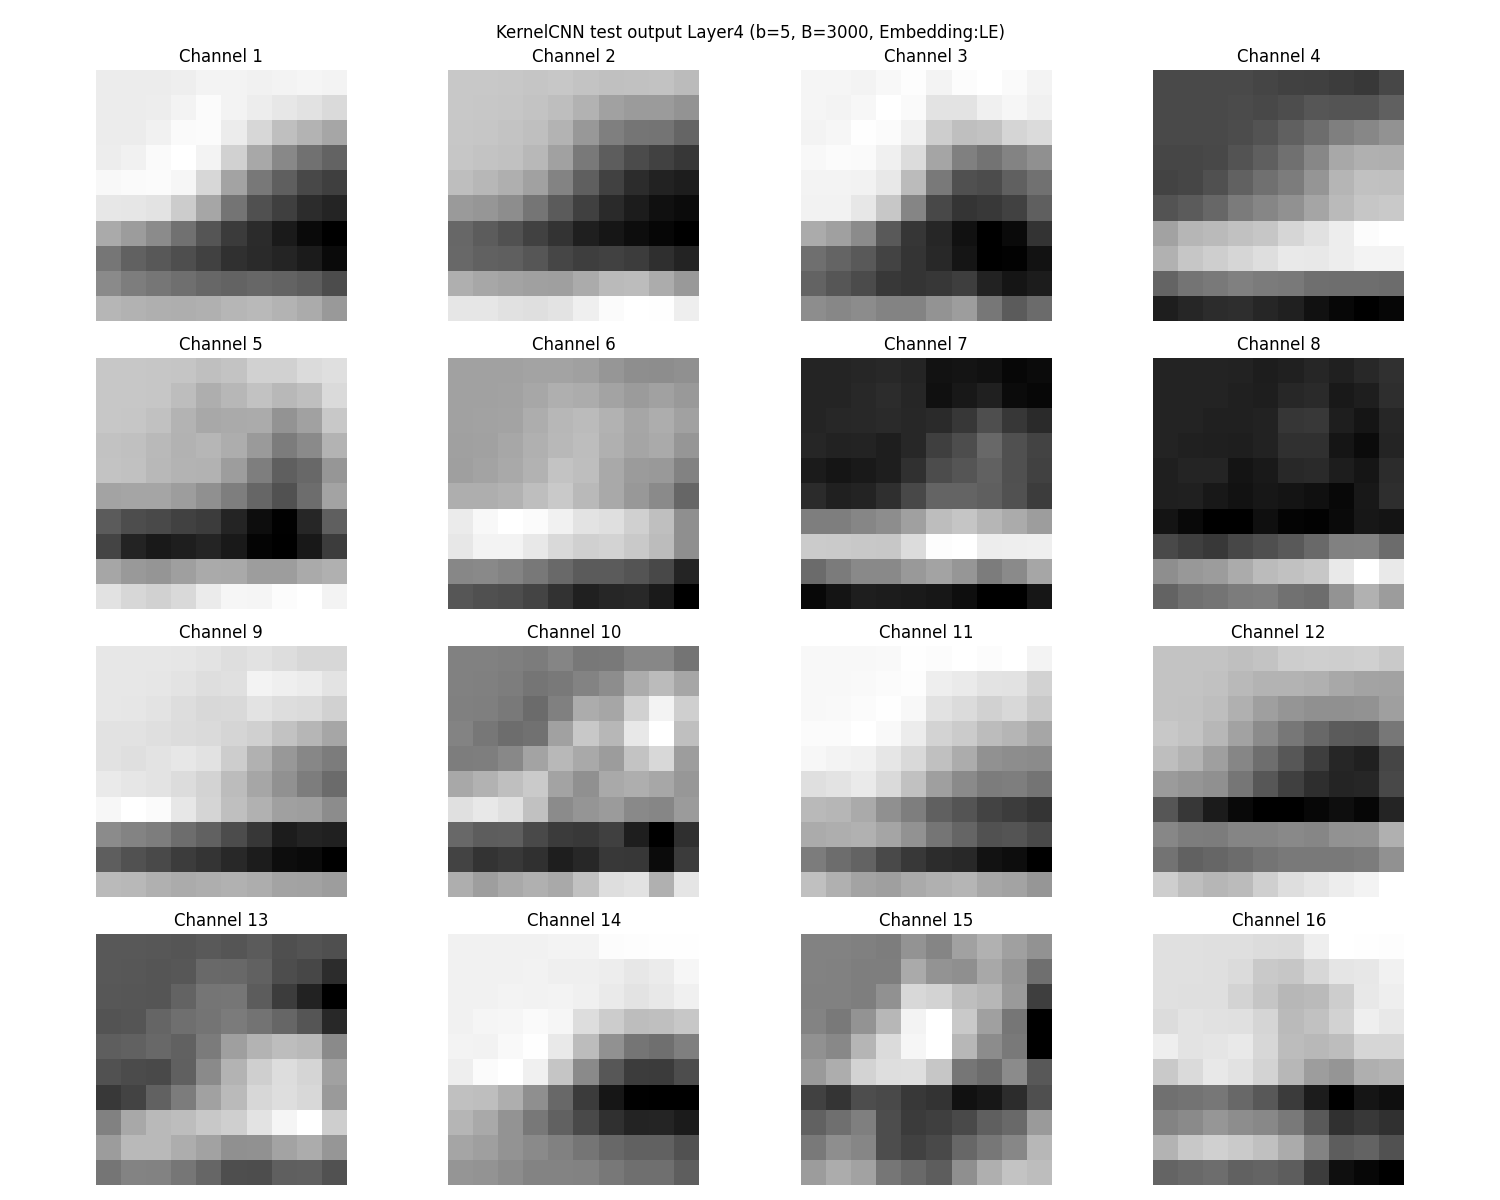 KernelCNN test output Layer4 (b=5, B=3000, Embedding:LE)
Channel 1
Channel 2
Channel 3
Channel 4
Channel 5
Channel 6
Channel 7
Channel 8
Channel 9
Channel 10
Channel 11
Channel 12
Channel 13
Channel 14
Channel 15
Channel 16